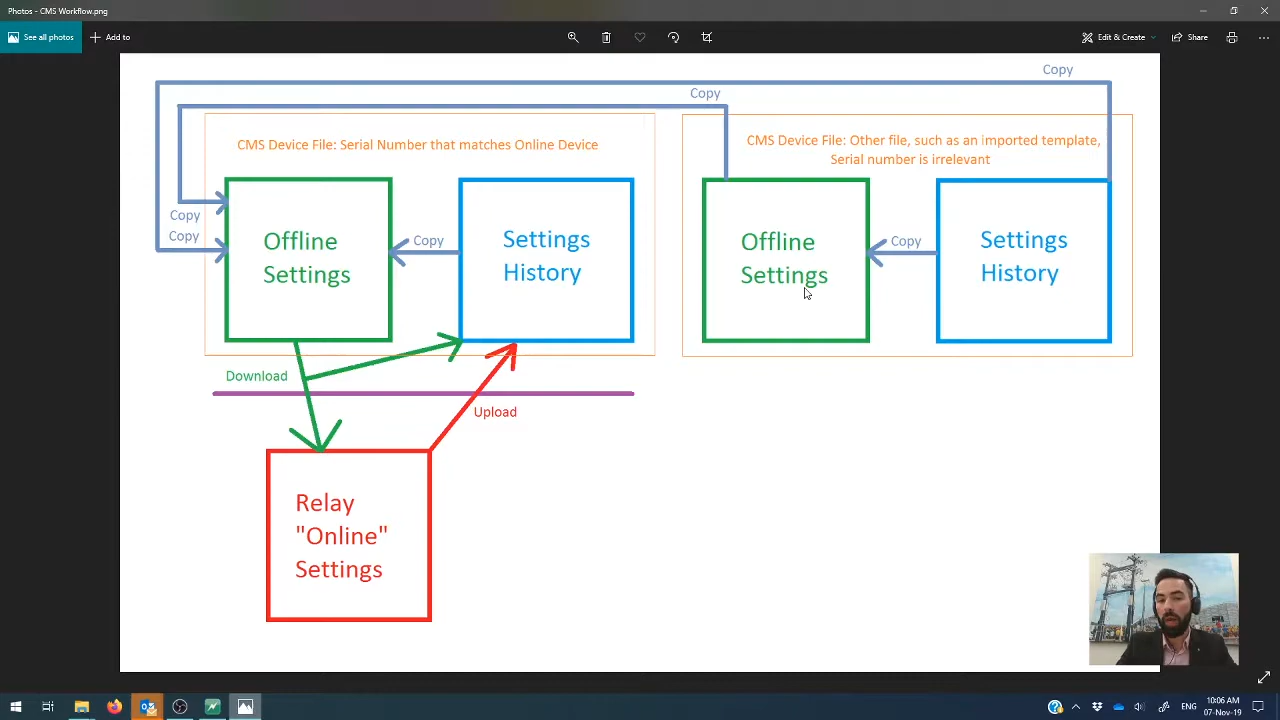 Photos - CMS Workflow.png
See all photos
Add to
Edit & Create
Share
Copy
Copy
CMS Device File: Serial Number that matches Online Device
CMS Device File: Other file, such as an imported template,
Serial number is irrelevant
Copy
Copy
Offline
Settings
Copy
Settings
History
Offline
Settings
Copy
Settings
History
Download
Upload
Relay
"Online"
Settings
ENG
10:06 AM
07-Nov-19